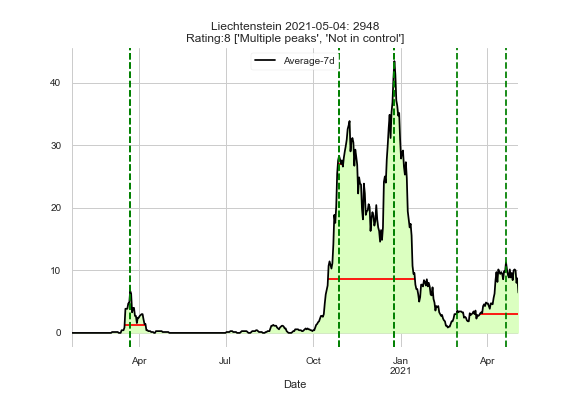 Liechtenstein 2021-05-04: 2948
Rating:8 ['Multiple peaks', 'Not in control']
Average-7d
40
30
20
10
0
Apr
Jul
Oct
Jan
2021
Apr
Date